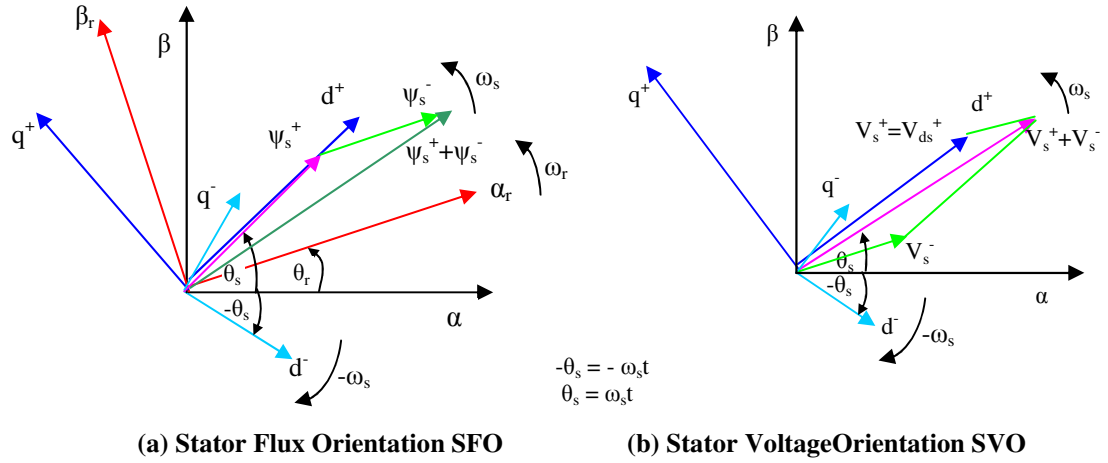 βr
β
d⁺
ψs⁻
ωs
q⁺
ψs⁺
ψs⁺+ψs⁻
ωr
q⁻
αr
θs
θr
-θs
α
d⁻
-ωs
β
q⁺
d⁺
ωs
Vs⁺=Vds⁺
Vs⁺+Vs⁻
q⁻
Vs⁻
θs
-θs
α
d⁻
-ωs
-θs = - ωst
θs = ωst
(a) Stator Flux Orientation SFO
(b) Stator VoltageOrientation SVO